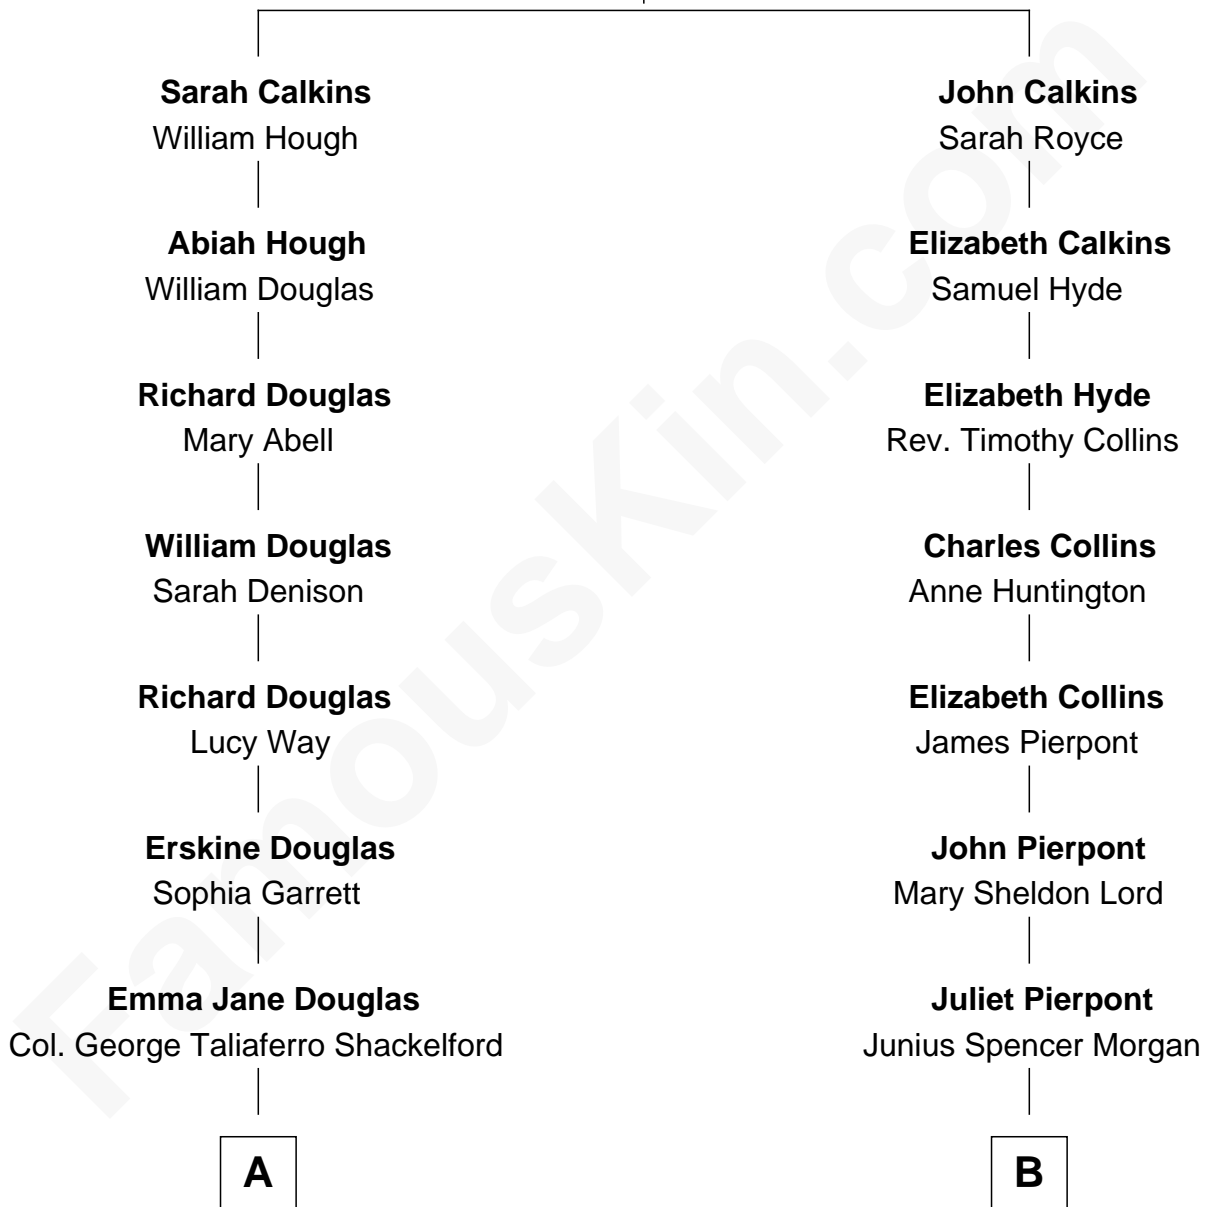 Sarah Calkins
William Hough
John Calkins
Sarah Royce
Abiah Hough
William Douglas
Elizabeth Calkins
Samuel Hyde
Richard Douglas
Mary Abell
Elizabeth Hyde
Rev. Timothy Collins
William Douglas
Sarah Denison
Charles Collins
Anne Huntington
Richard Douglas
Lucy Way
Elizabeth Collins
James Pierpont
Erskine Douglas
Sophia Garrett
John Pierpont
Mary Sheldon Lord
Emma Jane Douglas
Col. George Taliaferro Shackelford
Juliet Pierpont
Junius Spencer Morgan
A
B
FamousKin.com